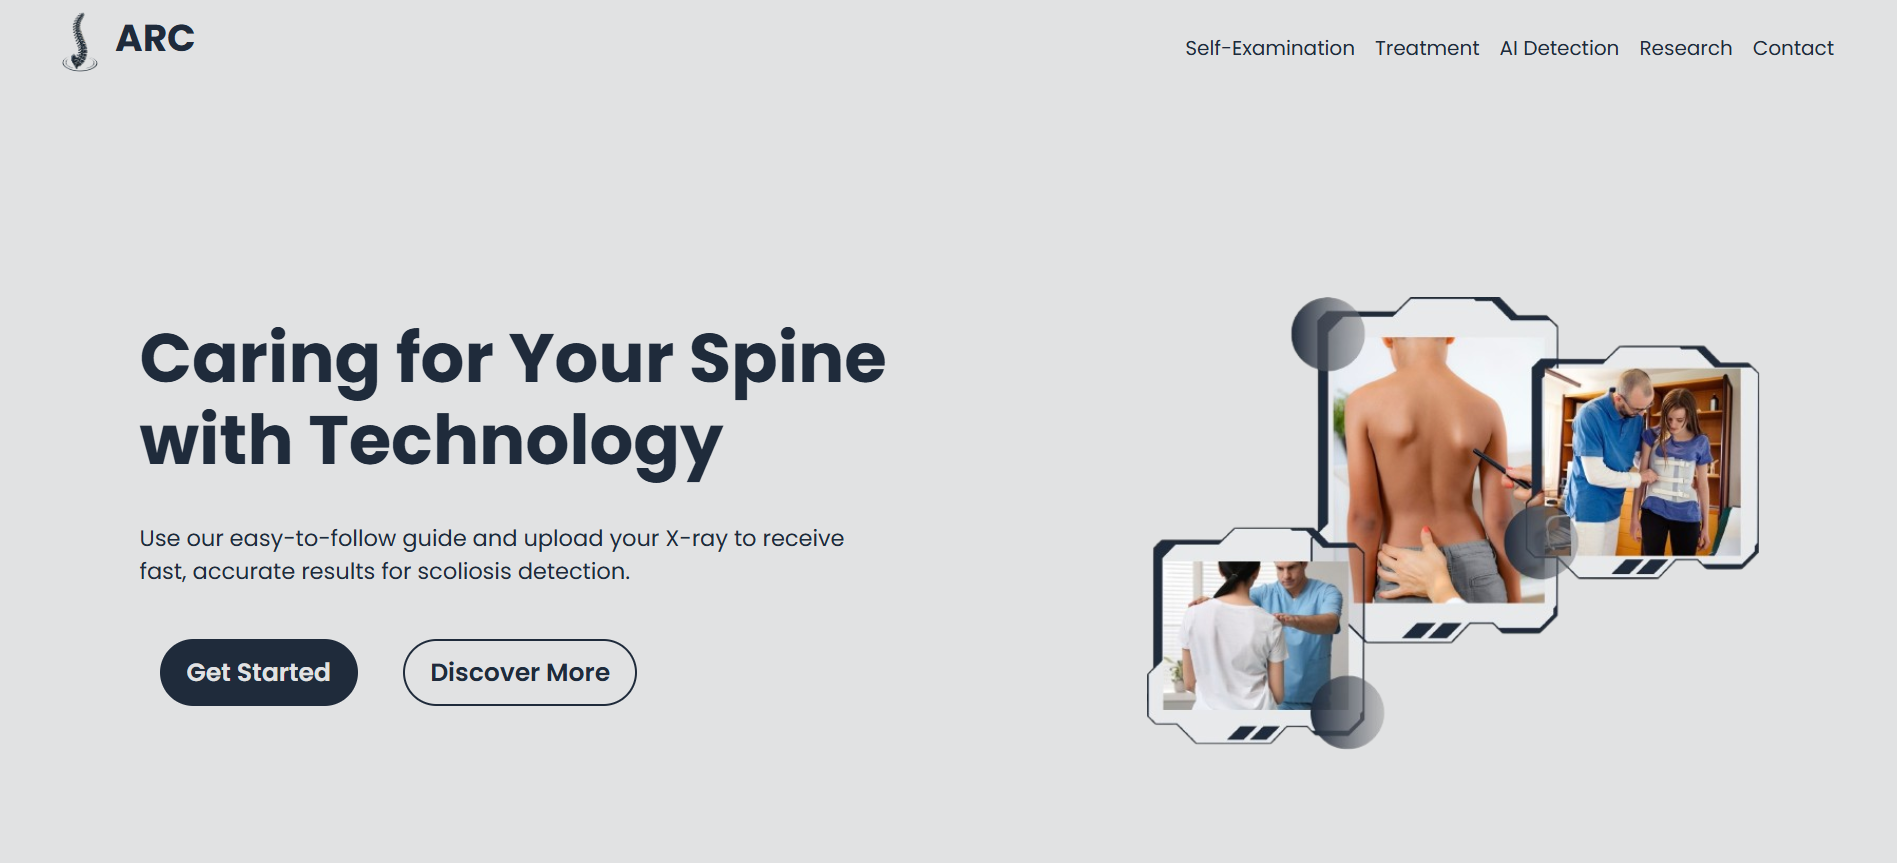 ARC
Self-Examination Treatment AI Detection Research Contact
Caring for Your Spine
with Technology
Use our easy-to-follow guide and upload your X-ray to receive
fast, accurate results for scoliosis detection.
Get Started Discover More